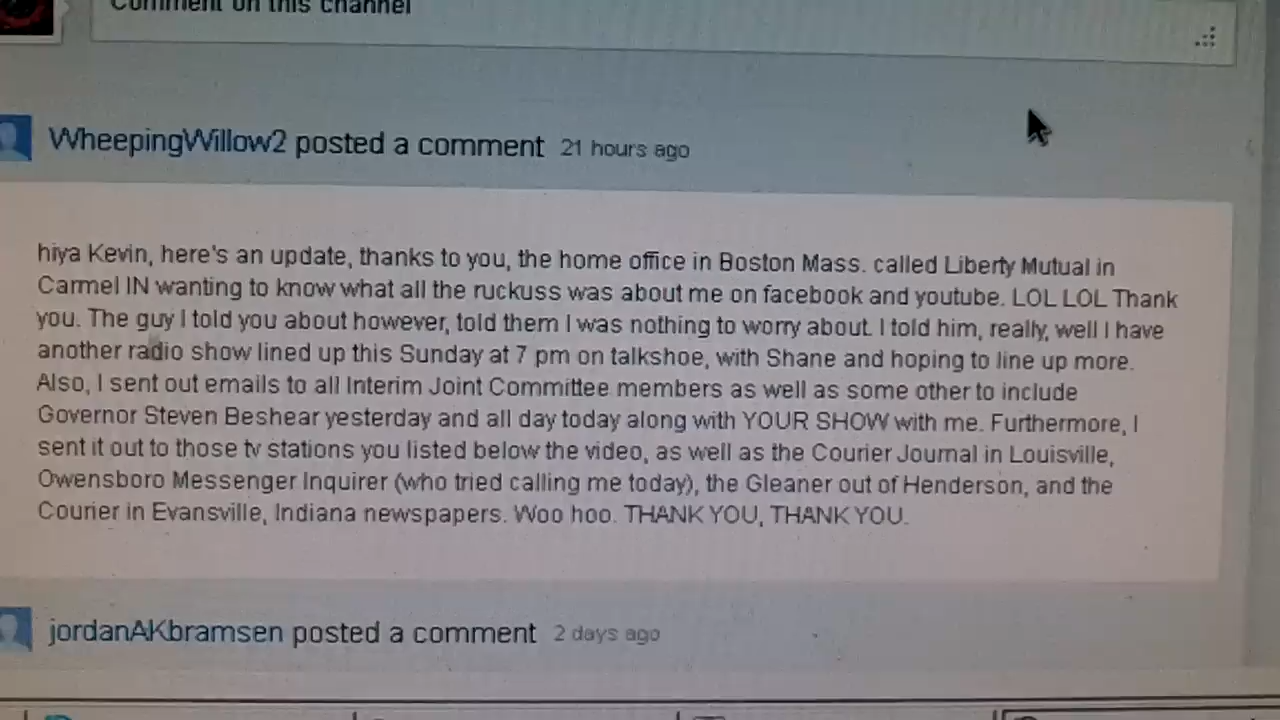 Comment on this channel
WheepingWillow2 posted a comment 21 hours ago
hiya Kevin, here's an update, thanks to you, the home office in Boston Mass. called Liberty Mutual in
Carmel IN wanting to know what all the ruckuss was about me on facebook and youtube. LOL LOL Thank
you. The guy I told you about however, told them I was nothing to worry about. I told him, really, well I have
another radio show lined up this Sunday at 7 pm on talkshoe, with Shane and hoping to line up more.
Also, I sent out emails to all Interim Joint Committee members as well as some other to include
Governor Steven Beshear yesterday and all day today along with YOUR SHOW with me. Furthermore, I
sent it out to those tv stations you listed below the video, as well as the Courier Journal in Louisville,
Owensboro Messenger Inquirer (who tried calling me today), the Gleaner out of Henderson, and the
Courier in Evansville, Indiana newspapers. Woo hoo. THANK YOU, THANK YOU.
jordanAKbramsen posted a comment 2 days ago